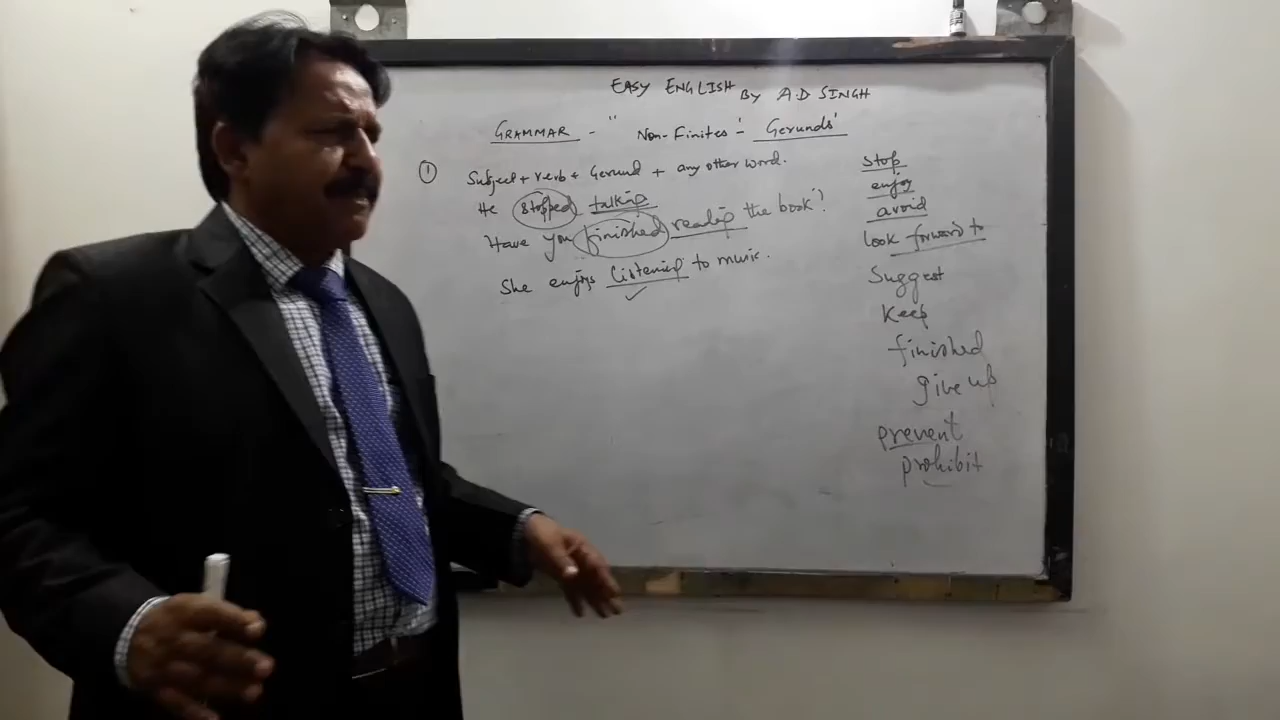 EASY ENGLISH BY A.D SINGH
GRAMMAR - " Non-Finites - 'Gerunds'
① Subject + verb + Gerund + any other word.
He stopped talking
Have you finished reading the book?
She enjoys listening to music.
stop
enjoy
avoid
look forward to
Suggest
Keep
finished
give up
prevent
prohibit